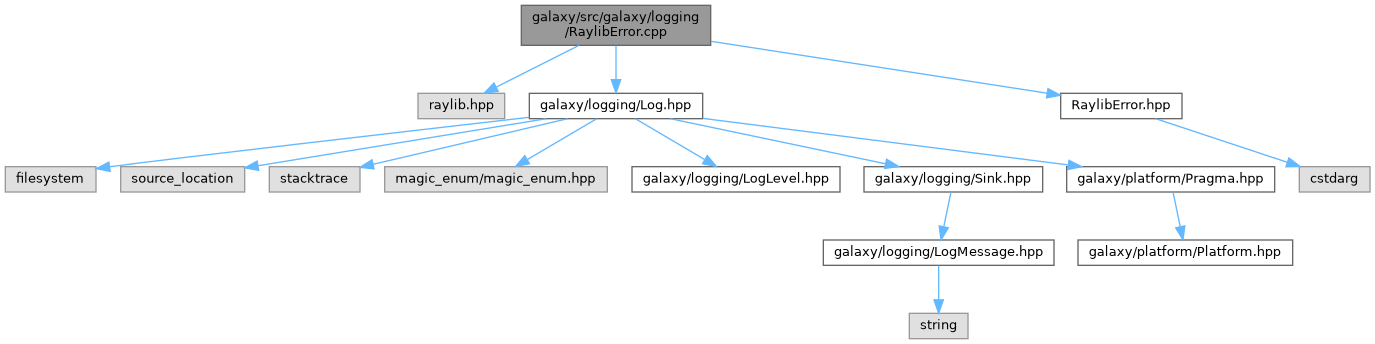 galaxy/src/galaxy/logging
/RaylibError.cpp
raylib.hpp
galaxy/logging/Log.hpp
RaylibError.hpp
filesystem
source_location
stacktrace
magic_enum/magic_enum.hpp
galaxy/logging/LogLevel.hpp
galaxy/logging/Sink.hpp
galaxy/platform/Pragma.hpp
cstdarg
galaxy/logging/LogMessage.hpp
galaxy/platform/Platform.hpp
string